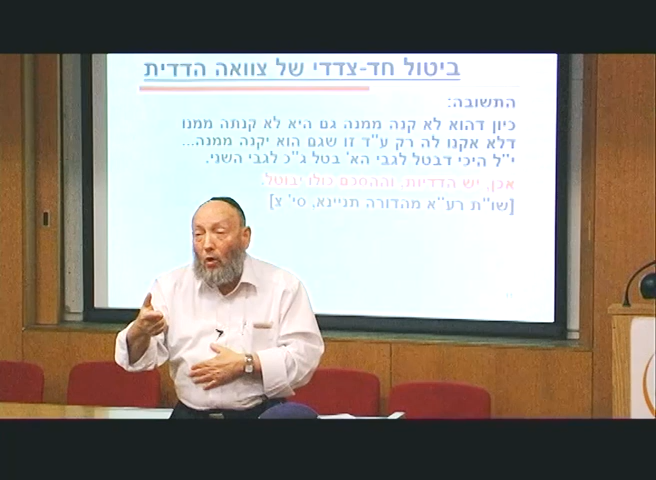 ביטול חד-צדדי של צוואה הדדית
התשובה:
כיון דהוא לא קנה ממנה גם היא לא קנתה ממנו
דלא אקנו לה רק ע"ד זו שגם הוא יקנה ממנה...
י"ל היכי דבטל לגבי הא' בטל ג"כ לגבי השני.
אכן, יש הדדיות, וההסכם כולו יבוטל.
[שו"ת רע"א מהדורה תניינא, סי' צ]